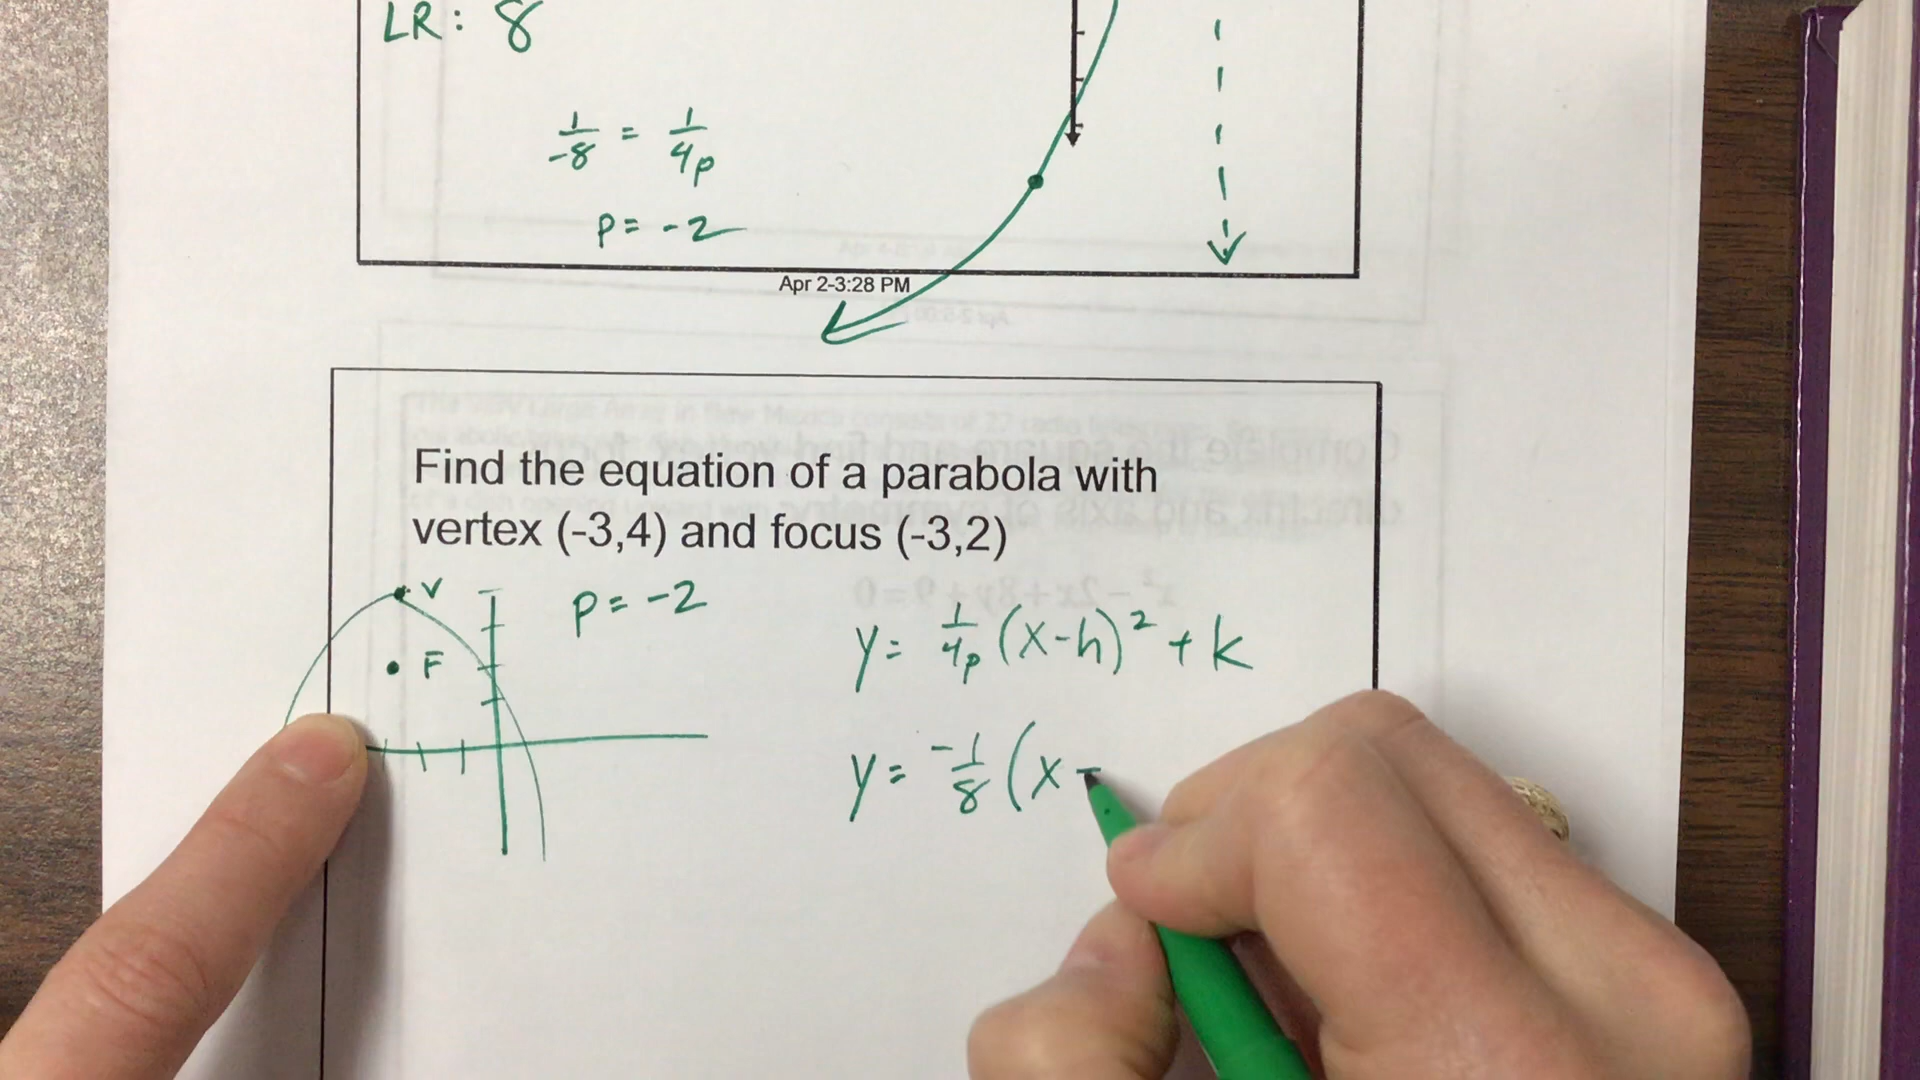 LR: 8
1/-8 = 1/4p
p = -2
Apr 2-3:28 PM
Find the equation of a parabola with
vertex (-3,4) and focus (-3,2)
V
F
p = -2
y = 1/4p (x-h)² + k
y = -1/8 (x -